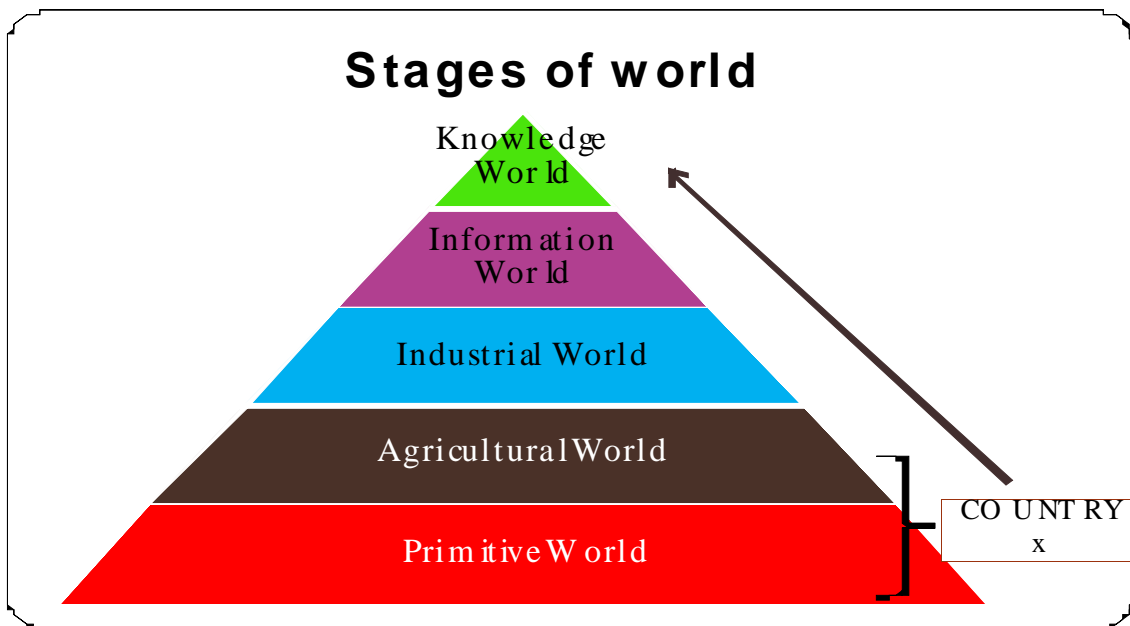 Stages of world
Knowledge
World
Information
World
Industrial World
Agricultural World
Primitive World
COUNTRY
x